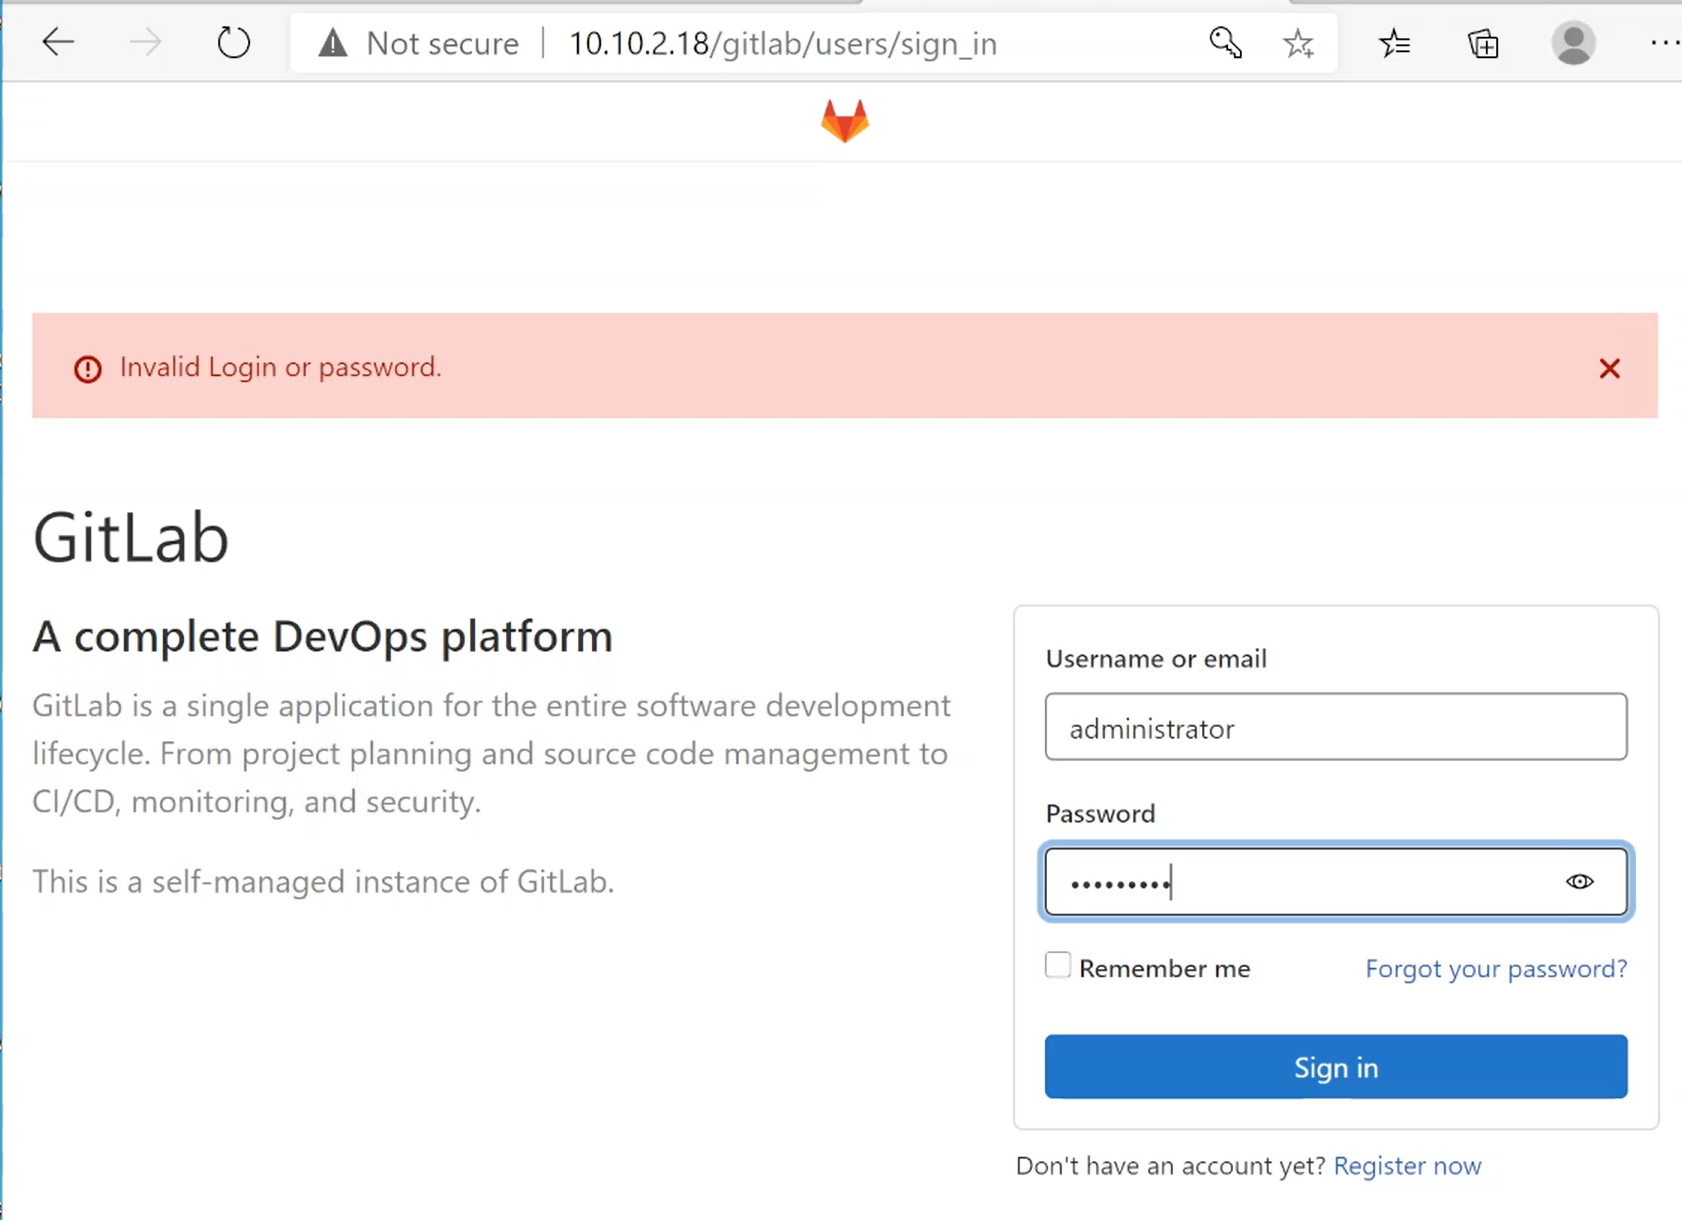 Not secure | 10.10.2.18/gitlab/users/sign_in
Invalid Login or password.
GitLab
A complete DevOps platform
GitLab is a single application for the entire software development
lifecycle. From project planning and source code management to
CI/CD, monitoring, and security.
This is a self-managed instance of GitLab.
Username or email
administrator
Password
•••••••••
Remember me
Forgot your password?
Sign in
Don't have an account yet? Register now